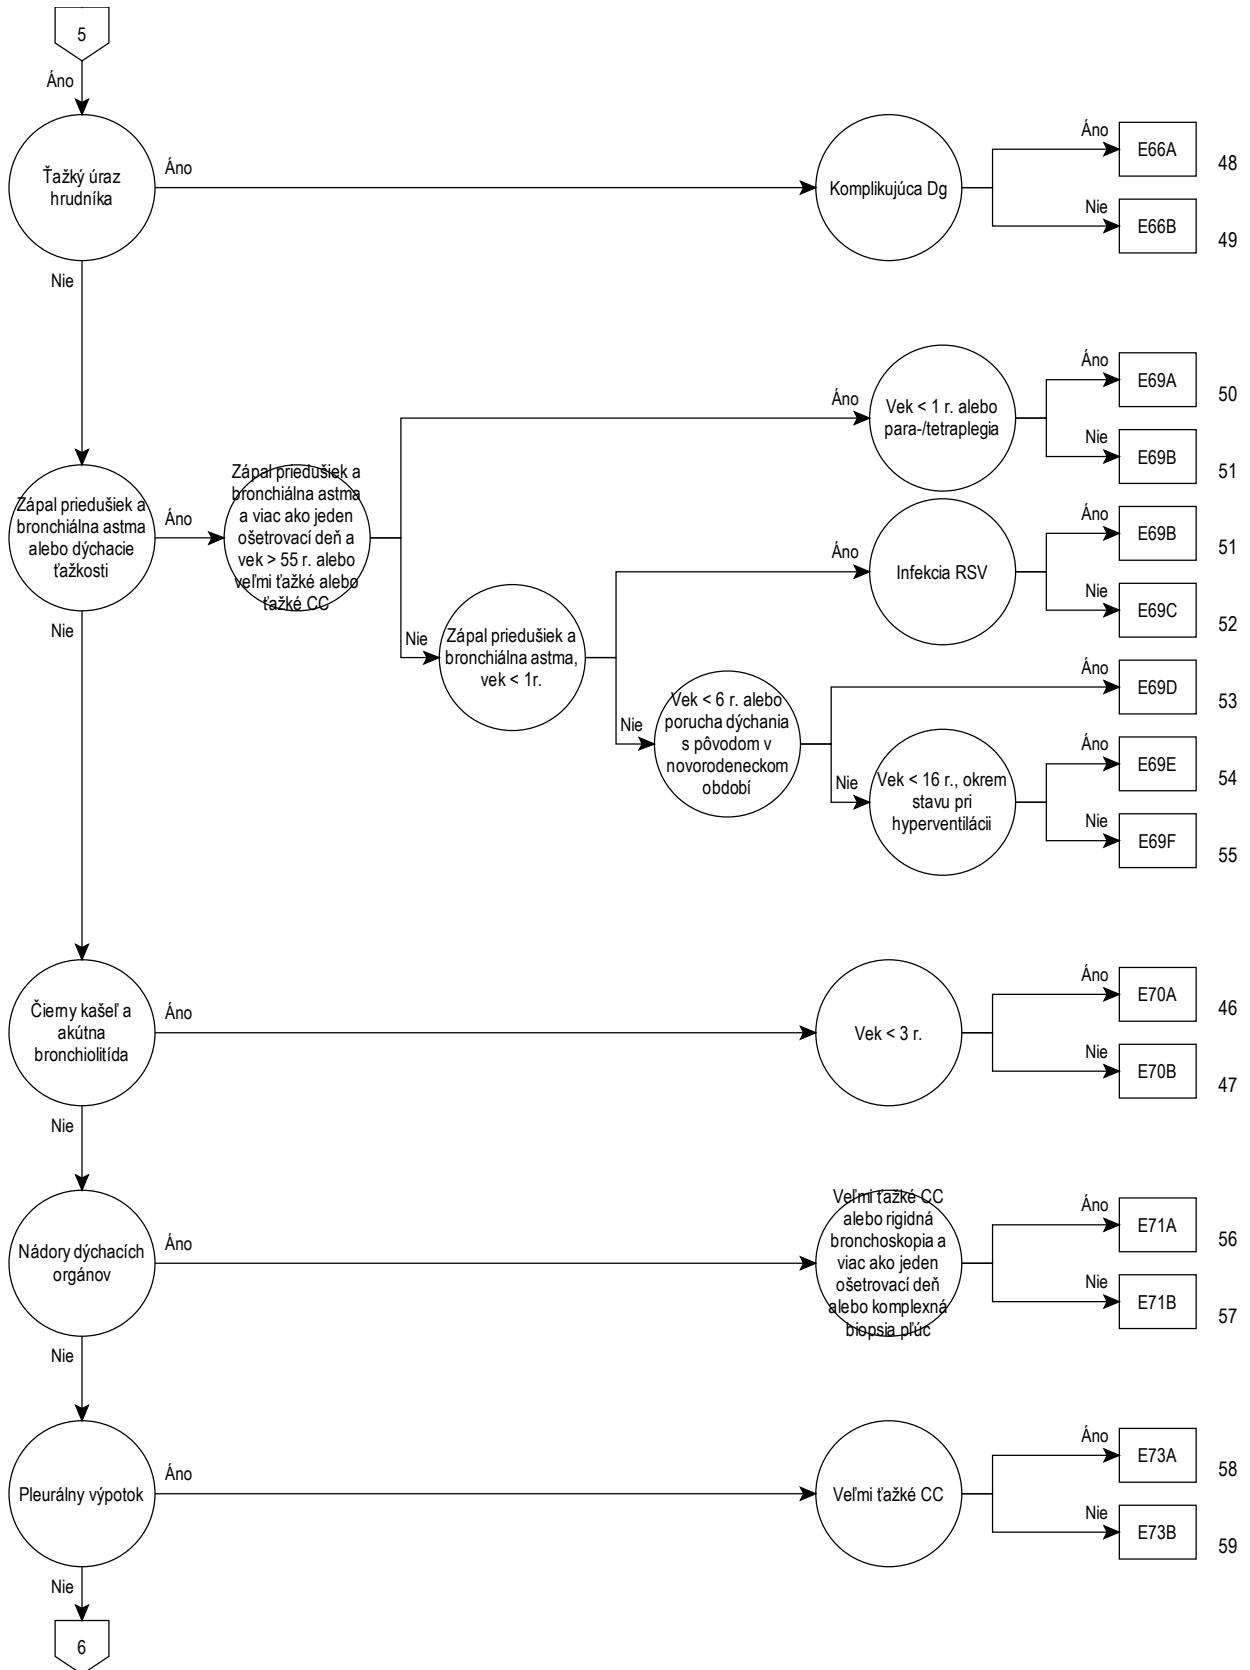 5
Áno
Ťažký úraz
hrudníka
Áno
Komplikujúca Dg
Áno
E66A
48
Nie
E66B
49
Nie
Zápal priedušiek a
bronchiálna astma
alebo dýchacie
ťažkosti
Áno
Zápal priedušiek a
bronchiálna astma
a viac ako jeden
ošetrovací deň a
vek > 55 r. alebo
veľmi ťažké alebo
ťažké CC
Áno
Vek < 1 r. alebo
para-/tetraplegia
Áno
E69A
50
Nie
E69B
51
Nie
Zápal priedušiek a
bronchiálna astma,
vek < 1r.
Áno
Infekcia RSV
Áno
E69B
51
Nie
E69C
52
Nie
Vek < 6 r. alebo
porucha dýchania
s pôvodom v
novorodeneckom
období
Áno
E69D
53
Nie
Vek < 16 r., okrem
stavu pri
hyperventilácii
Áno
E69E
54
Nie
E69F
55
Nie
Čierny kašeľ a
akútna
bronchiolitída
Áno
Vek < 3 r.
Áno
E70A
46
Nie
E70B
47
Nie
Nádory dýchacích
orgánov
Áno
Veľmi ťažké CC
alebo rigidná
bronchoskopia a
viac ako jeden
ošetrovací deň
alebo komplexná
biopsia pľúc
Áno
E71A
56
Nie
E71B
57
Nie
Pleurálny výpotok
Áno
Veľmi ťažké CC
Áno
E73A
58
Nie
E73B
59
Nie
6